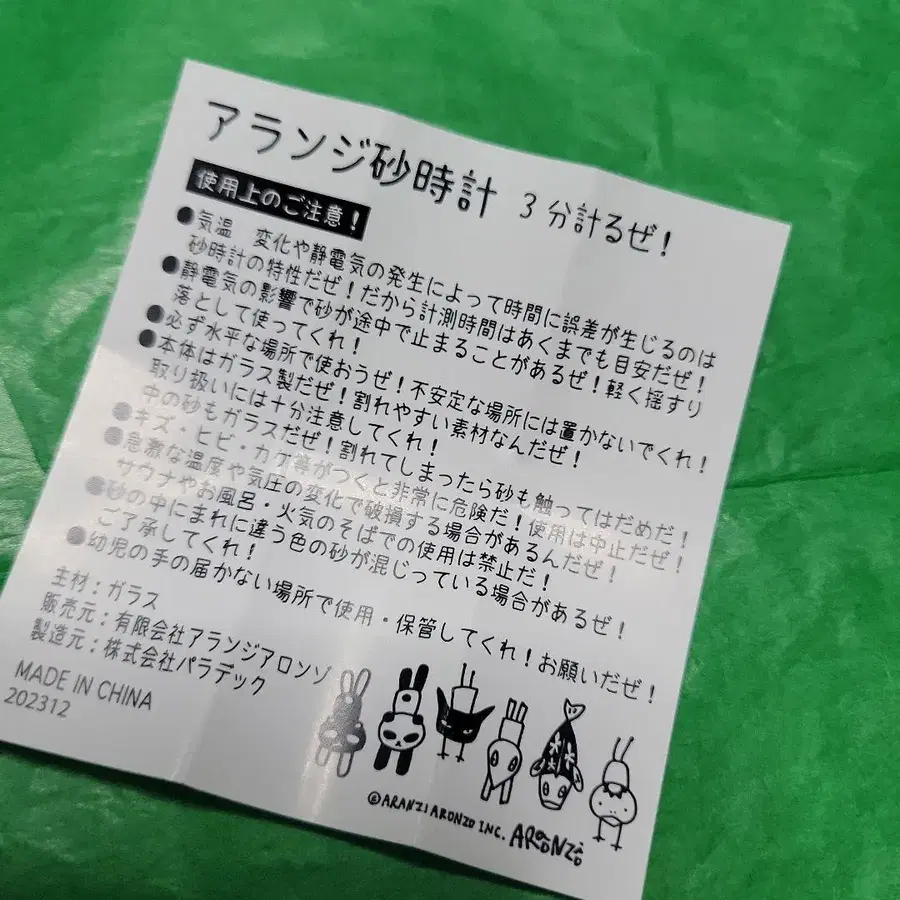 アランジ砂時計 3分計るぜ!
使用上のご注意!
●気温 変化や静電気の発生によって時間に誤差が生じるのは
砂時計の特性だぜ!だから計測時間はあくまでも目安だぜ!
●静電気の影響で砂が途中で止まることがあるぜ!軽く揺すり
落として使ってくれ!
●必ず水平な場所で使おうぜ!不安定な場所には置かないでくれ!
●本体はガラス製だぜ!割れやすい素材なんだぜ!
取り扱いには十分注意してくれ!
中の砂もガラスだぜ!割れてしまったら砂も触ってはだめだ!
●キズ・ヒビ・カケ等がつくと非常に危険だ!使用は中止だぜ!
●急激な温度や気圧の変化で破損する場合があるんだぜ!
サウナやお風呂・火気のそばでの使用は禁止だ!
●砂の中にまれに違う色の砂が混じっている場合があるぜ!
ご了承してくれ!
●幼児の手の届かない場所で使用・保管してくれ!お願いだぜ!
主材:ガラス
販売元:有限会社アランジアロンゾ
製造元:株式会社パラデック
MADE IN CHINA
202312
©ARANZI ARONZO INC. ARONZO